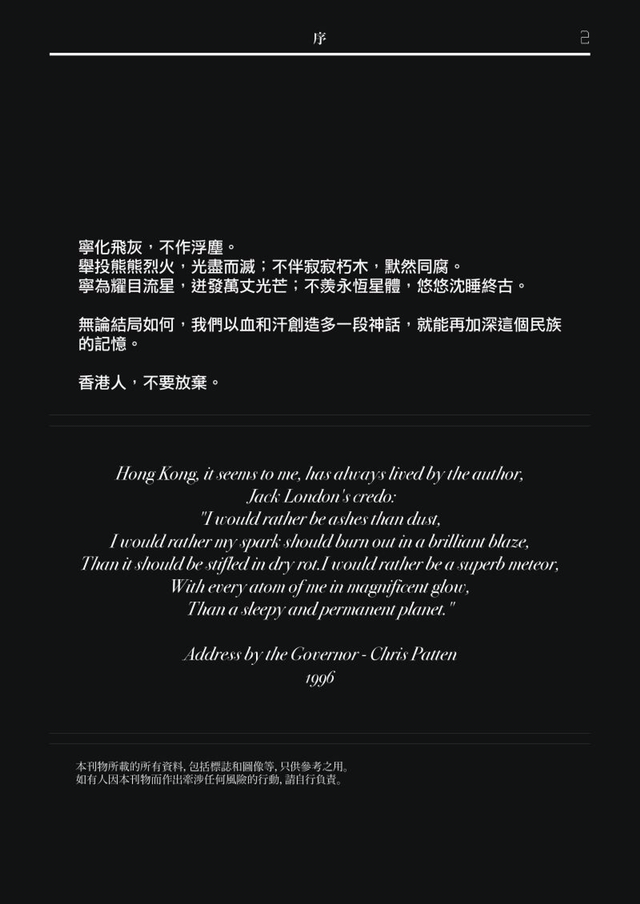 序
2
寧化飛灰，不作浮塵。
舉投熊熊烈火，光盡而滅；不伴寂寂朽木，默然同腐。
寧為耀目流星，迸發萬丈光芒；不羨永恆星體，悠悠沈睡終古。
無論結局如何，我們以血和汗創造多一段神話，就能再加深這個民族
的記憶。
香港人，不要放棄。
Hong Kong, it seems to me, has always lived by the author,
Jack London's credo:
"I would rather be ashes than dust,
I would rather my spark should burn out in a brilliant blaze,
Than it should be stifled in dry rot.I would rather be a superb meteor,
With every atom of me in magnificent glow,
Than a sleepy and permanent planet."
Address by the Governor - Chris Patten
1996
本刊物所載的所有資料, 包括標誌和圖像等, 只供參考之用。
如有人因本刊物而作出牽涉任何風險的行動, 請自行負責。